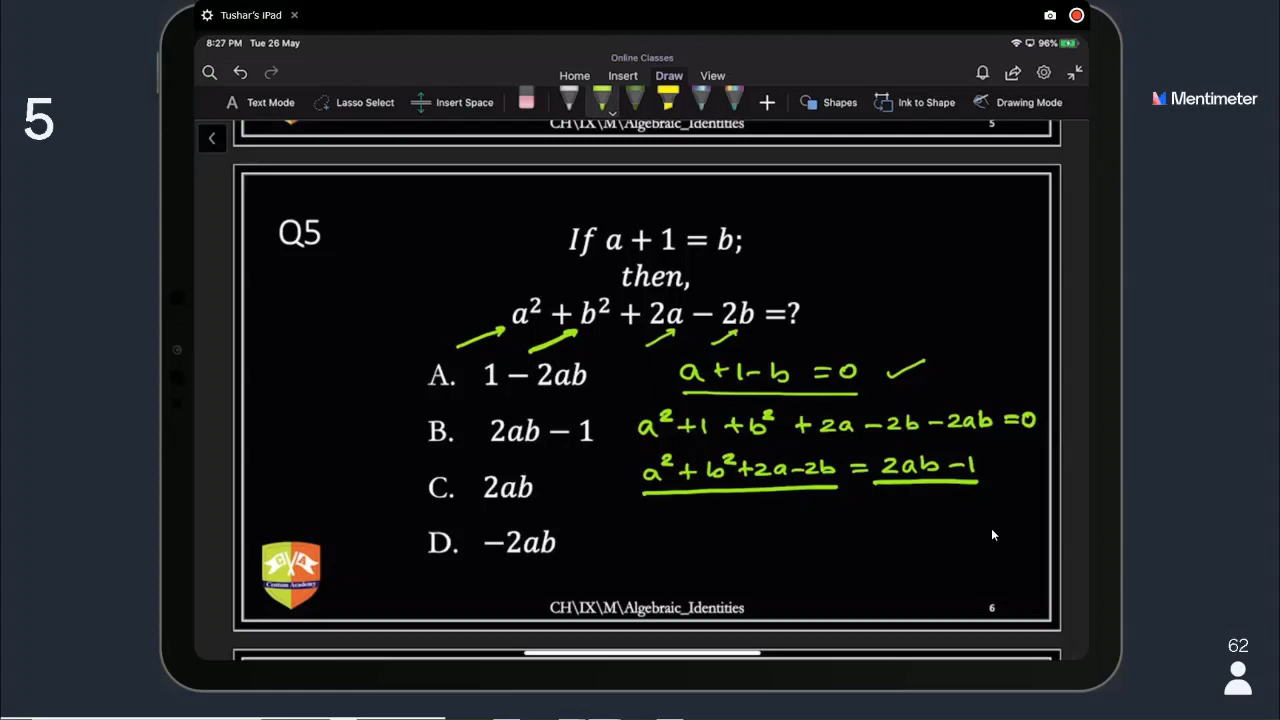 Tushar's iPad ×
8:27 PM Tue 26 May
96%
Online Classes
Home Insert Draw View
Text Mode Lasso Select Insert Space Shapes Ink to Shape Drawing Mode
5
Mentimeter
CH\IX\M\Algebraic_Identities 5
Q5
If a + 1 = b;
then,
a² + b² + 2a − 2b =?
A. 1 − 2ab
a + 1 - b = 0 ✓
B. 2ab − 1
a² + 1 + b² + 2a - 2b - 2ab = 0
a² + b² + 2a - 2b = 2ab - 1
C. 2ab
D. −2ab
CA
Centum Academy
CH\IX\M\Algebraic_Identities 6
62